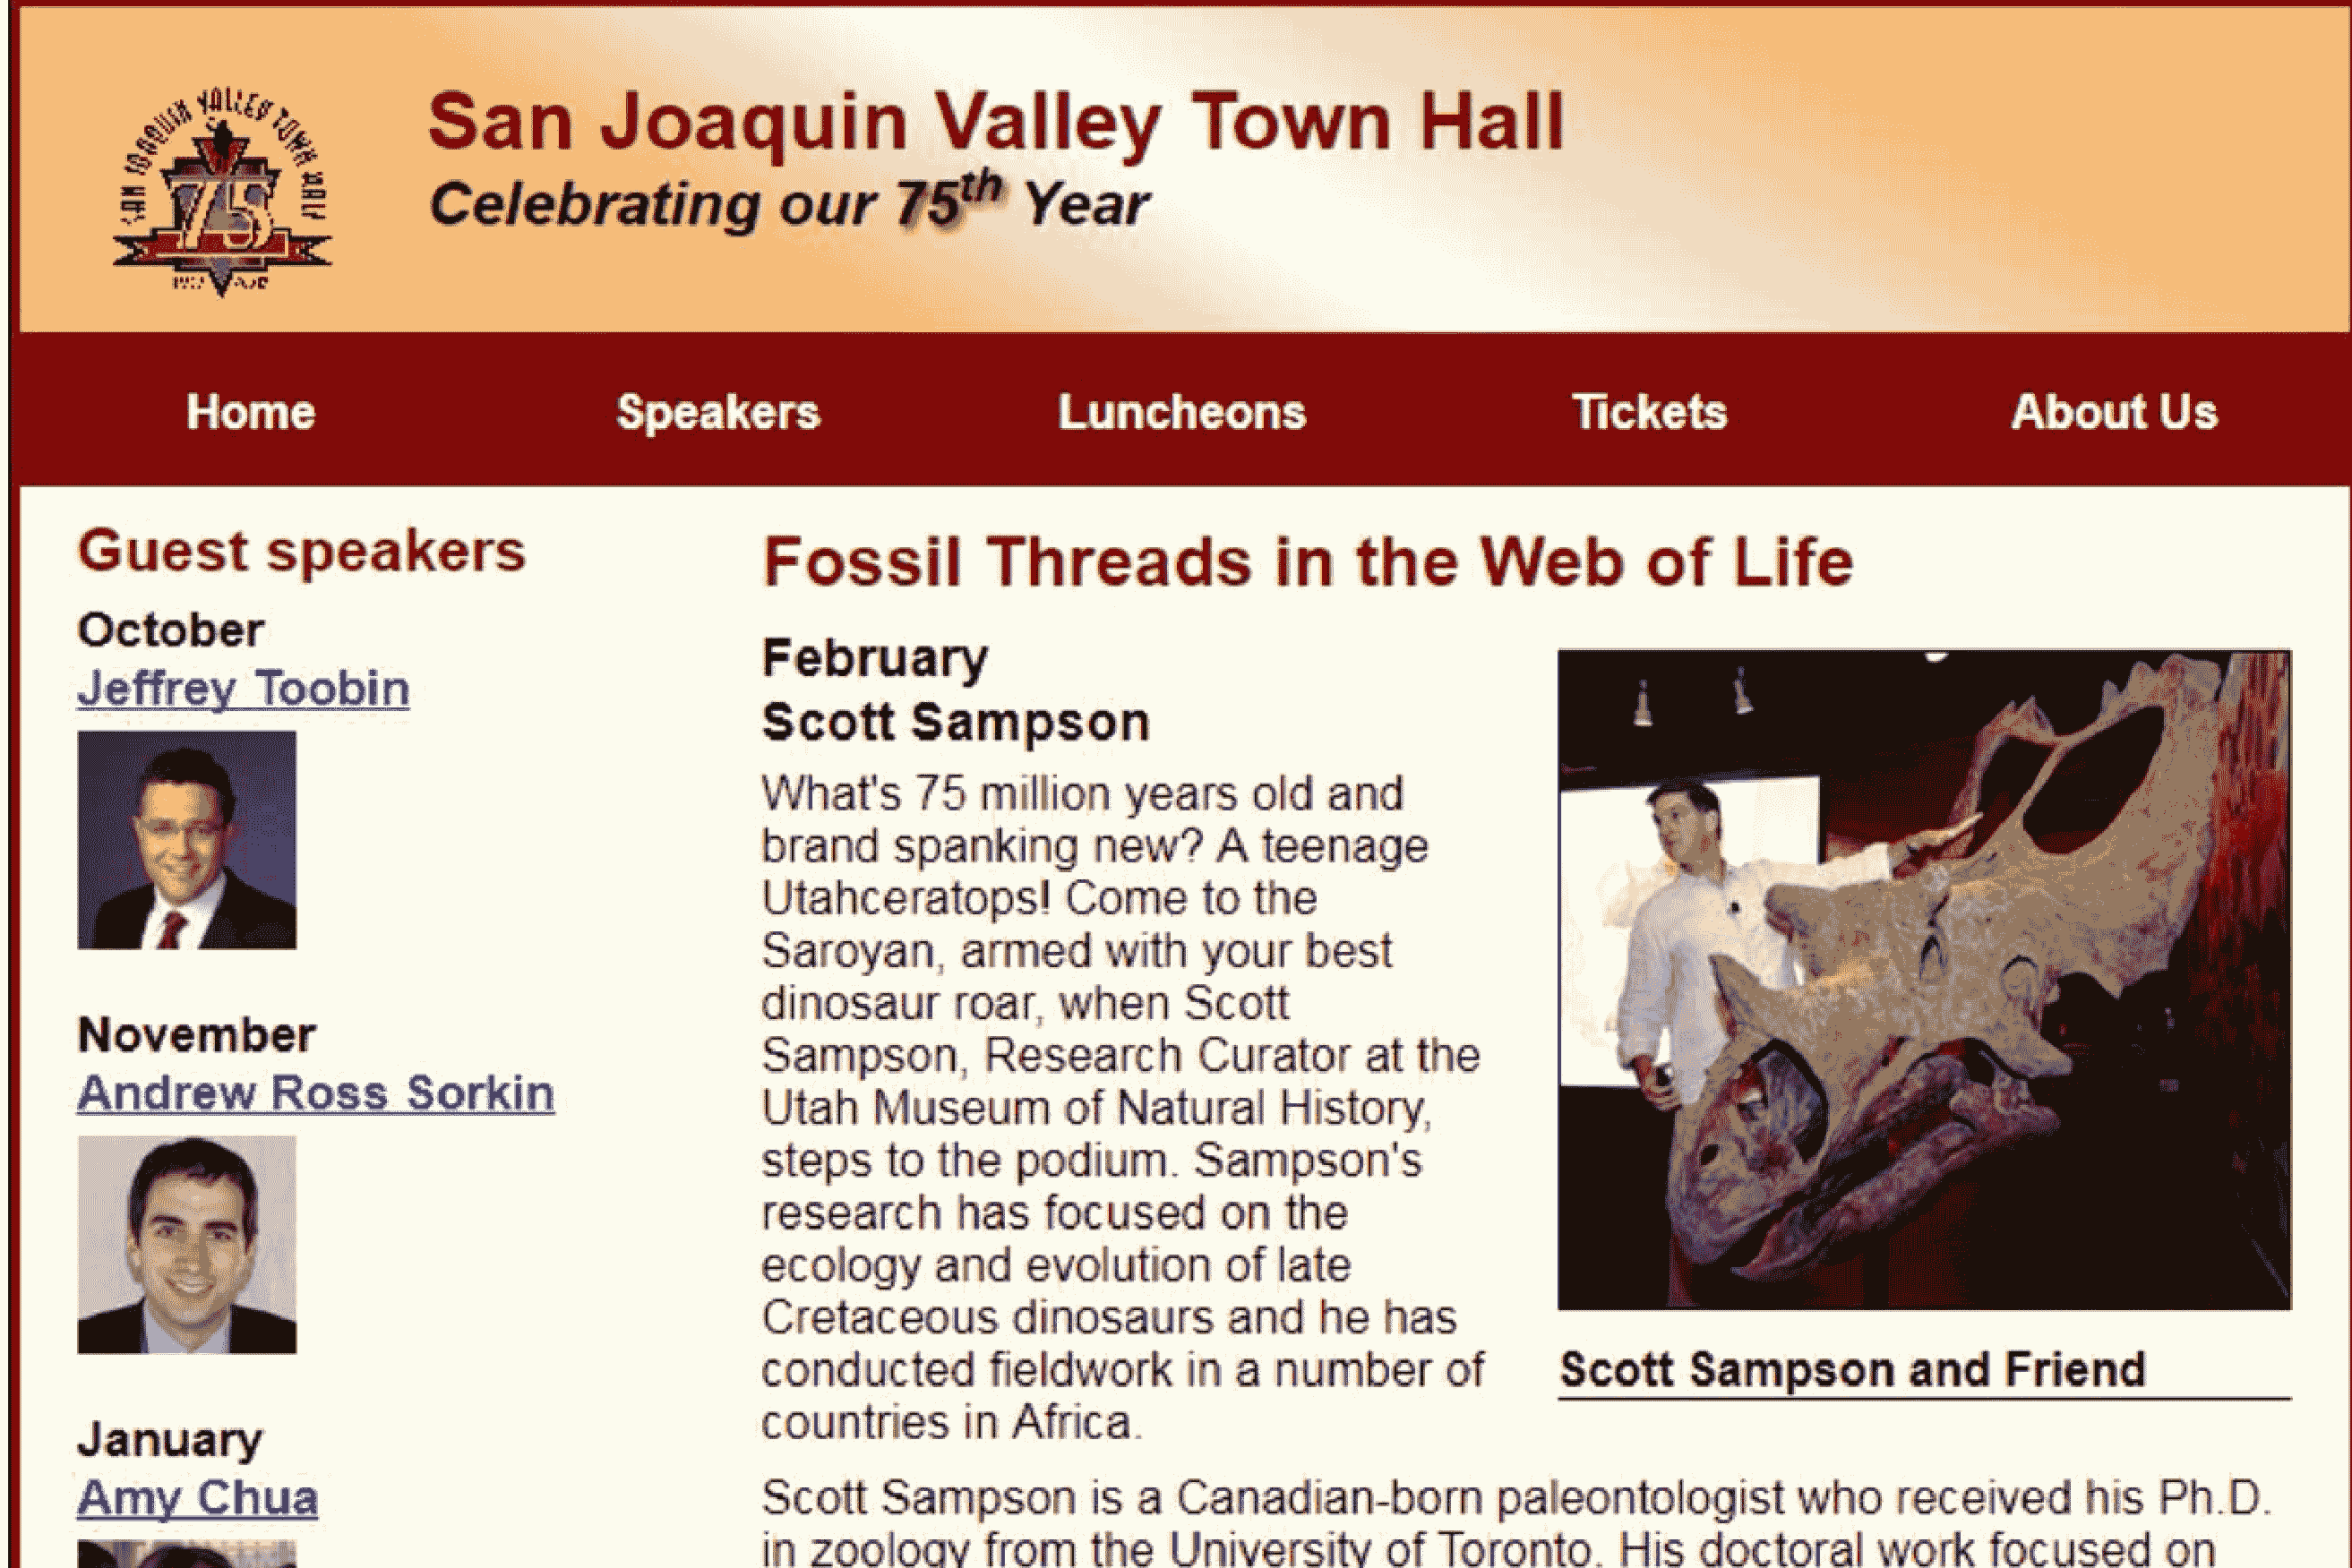 SAN JOAQUIN VALLEY TOWN HALL
75
San Joaquin Valley Town Hall
Celebrating our 75th Year
Home Speakers Luncheons Tickets About Us
Guest speakers
October
Jeffrey Toobin
November
Andrew Ross Sorkin
January
Amy Chua
Fossil Threads in the Web of Life
February
Scott Sampson
What's 75 million years old and
brand spanking new? A teenage
Utahceratops! Come to the
Saroyan, armed with your best
dinosaur roar, when Scott
Sampson, Research Curator at the
Utah Museum of Natural History,
steps to the podium. Sampson's
research has focused on the
ecology and evolution of late
Cretaceous dinosaurs and he has
conducted fieldwork in a number of
countries in Africa.
Scott Sampson and Friend
Scott Sampson is a Canadian-born paleontologist who received his Ph.D.
in zoology from the University of Toronto. His doctoral work focused on